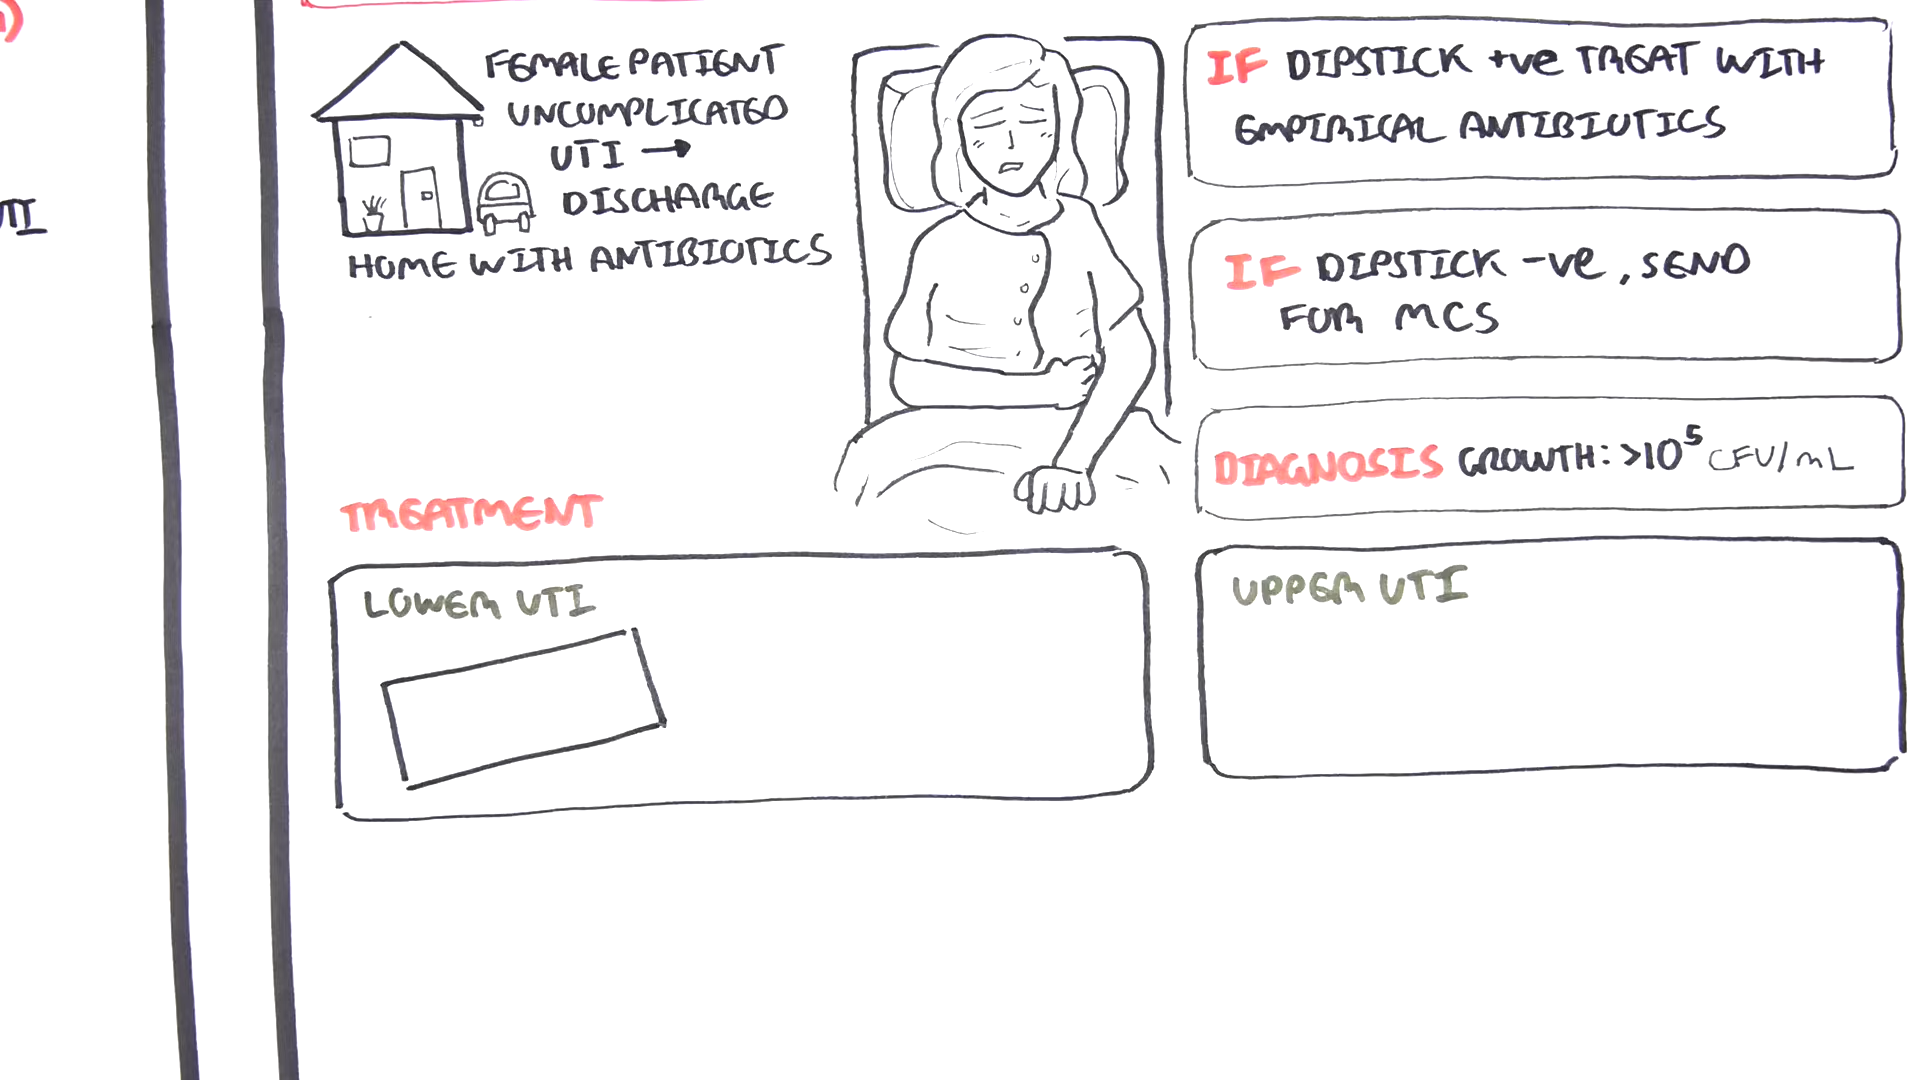 )
UTI
FEMALE PATIENT
UNCOMPLICATED
UTI →
DISCHARGE
HOME WITH ANTIBIOTICS
IF DIPSTICK +ve TREAT WITH
EMPIRICAL ANTIBIOTICS
IF DIPSTICK -ve, SEND
FOR MCS
DIAGNOSIS GROWTH: >10⁵ CFU/mL
TREATMENT
LOWER UTI
UPPER UTI